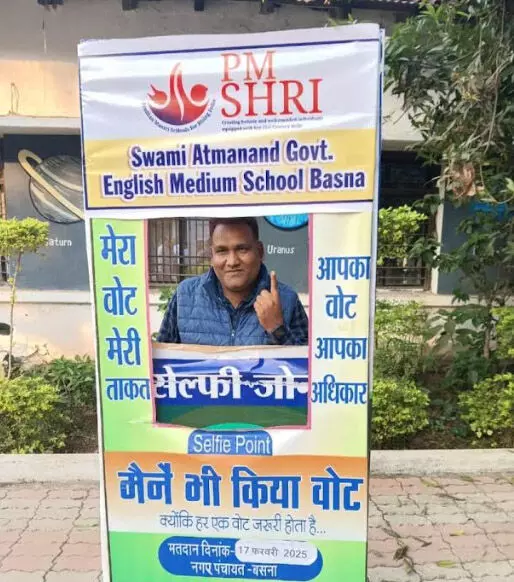 PM
SHRI
Swami Atmanand Govt.
English Medium School Basna
Saturn
Uranus
मेरा
वोट
मेरी
ताकत
आपका
वोट
आपका
अधिकार
सेल्फी-जो
Selfie Point
मैनै भी किया वोट
क्योंकि हर एक वोट जरूरी होता है...
मतदान दिनांक- 17 फरवरी 2025
नगर पंचायत-बसना